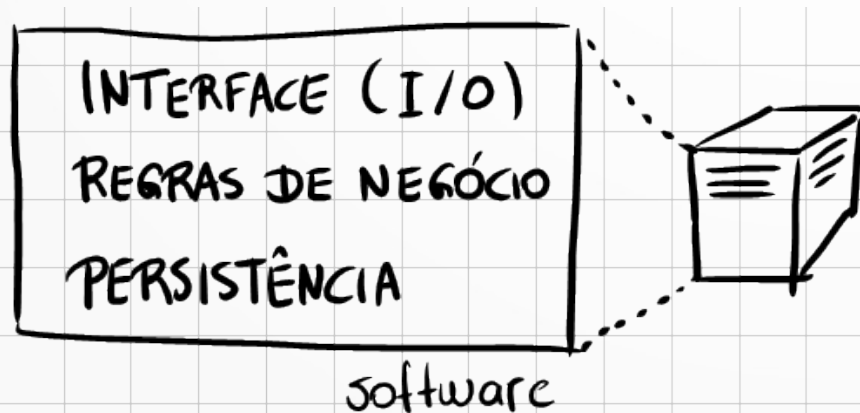 INTERFACE (I/O)
REGRAS DE NEGÓCIO
PERSISTÊNCIA
software